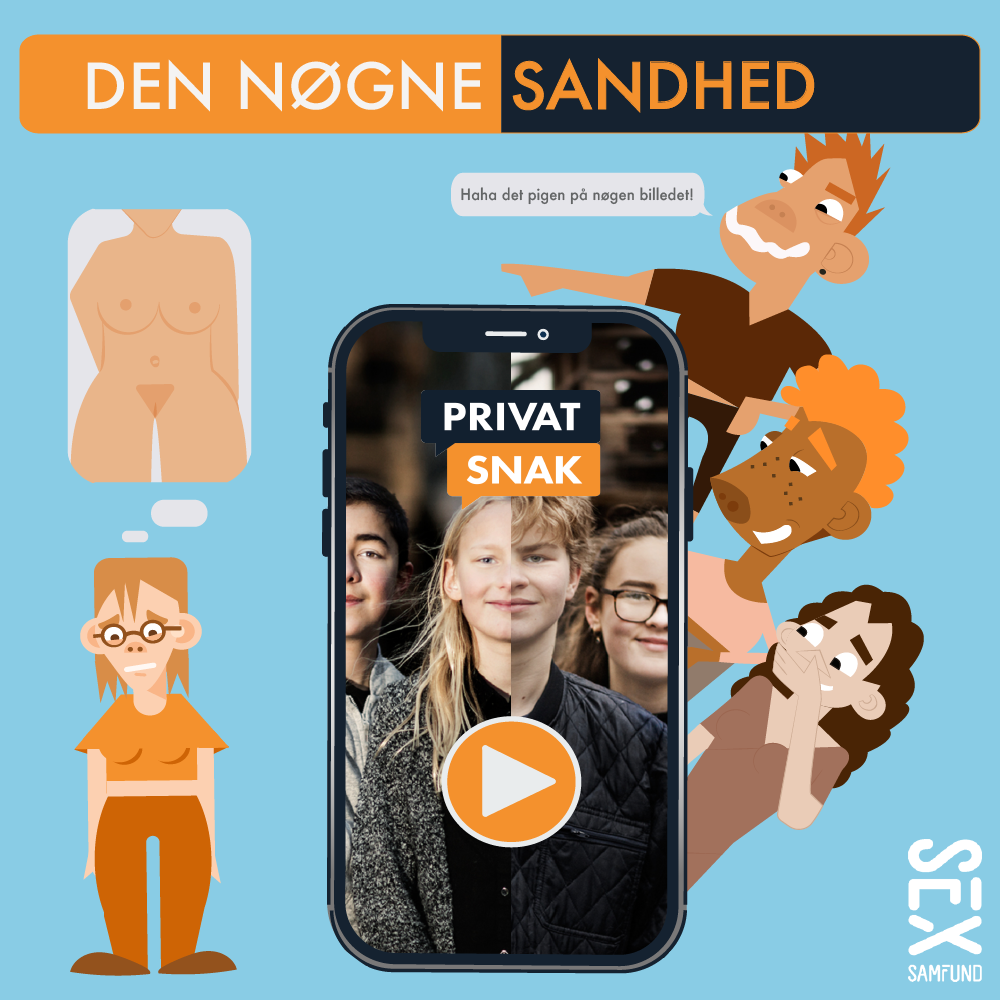 DEN NØGNE SANDHED
Haha det pigen på nøgen billedet!
PRIVAT
SNAK
SEX
SAMFUND